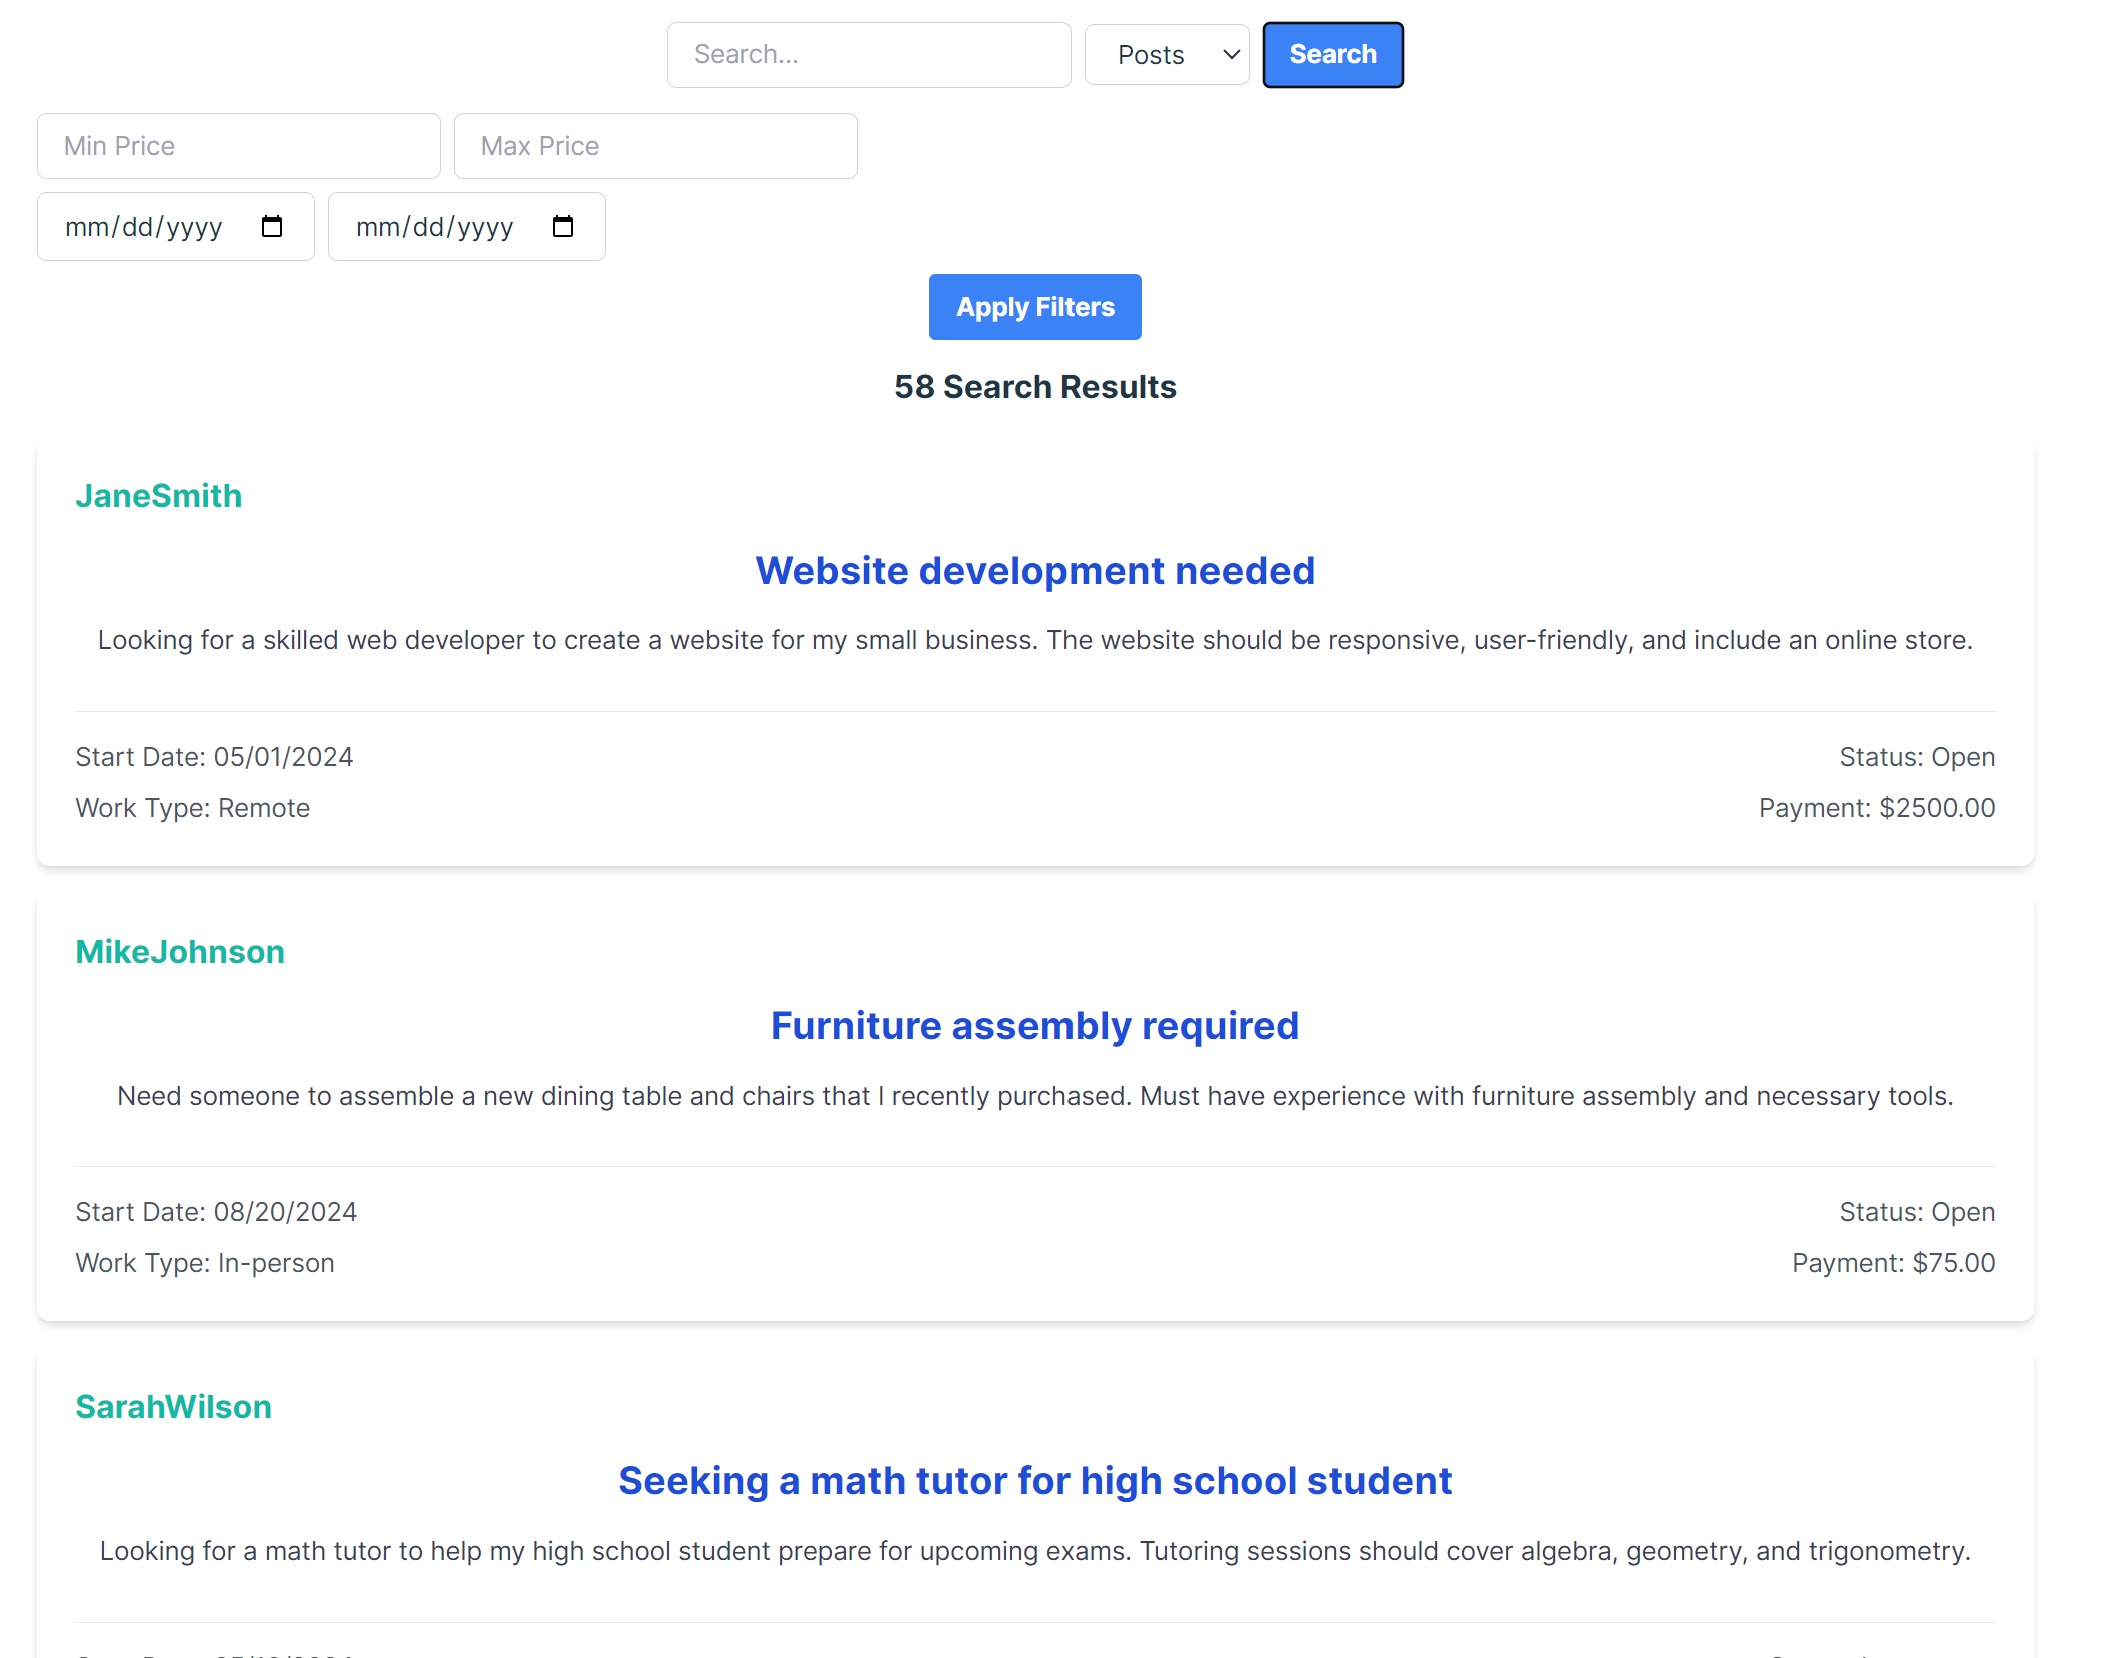 Search...
Posts
Search
Min Price
Max Price
mm/dd/yyyy
mm/dd/yyyy
Apply Filters
58 Search Results
JaneSmith
Website development needed
Looking for a skilled web developer to create a website for my small business. The website should be responsive, user-friendly, and include an online store.
Start Date: 05/01/2024
Status: Open
Work Type: Remote
Payment: $2500.00
MikeJohnson
Furniture assembly required
Need someone to assemble a new dining table and chairs that I recently purchased. Must have experience with furniture assembly and necessary tools.
Start Date: 08/20/2024
Status: Open
Work Type: In-person
Payment: $75.00
SarahWilson
Seeking a math tutor for high school student
Looking for a math tutor to help my high school student prepare for upcoming exams. Tutoring sessions should cover algebra, geometry, and trigonometry.